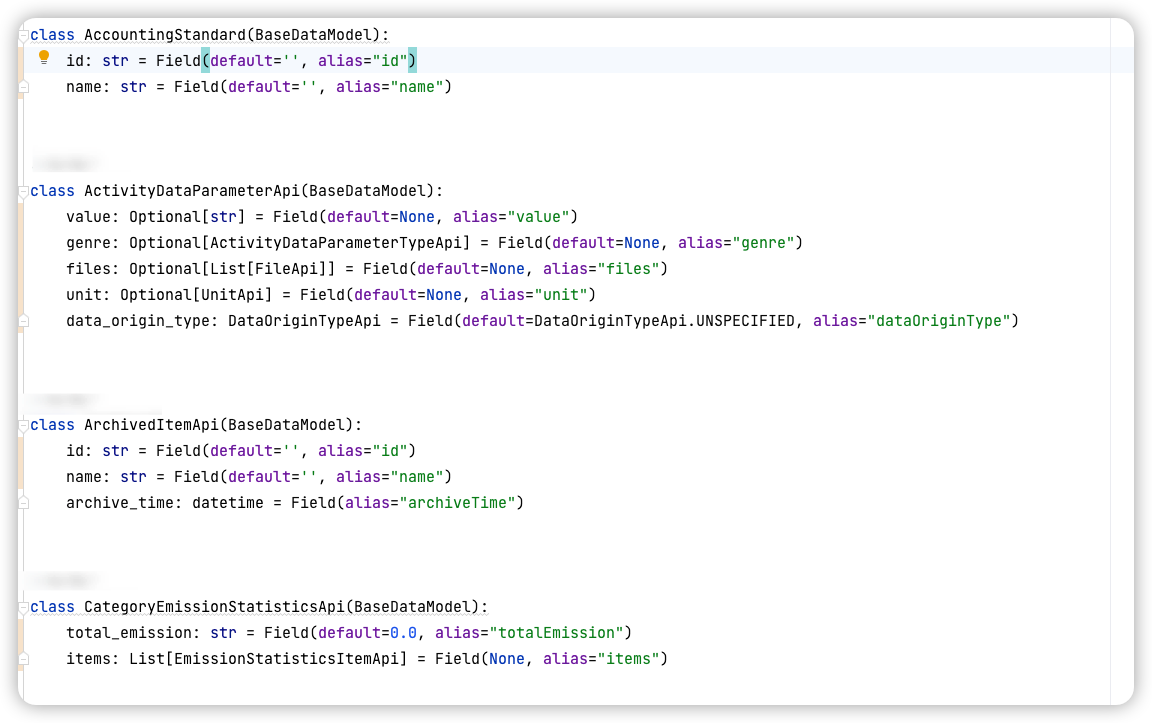 class AccountingStandard(BaseDataModel):
    id: str = Field(default='', alias="id")
    name: str = Field(default='', alias="name")
class ActivityDataParameterApi(BaseDataModel):
    value: Optional[str] = Field(default=None, alias="value")
    genre: Optional[ActivityDataParameterTypeApi] = Field(default=None, alias="genre")
    files: Optional[List[FileApi]] = Field(default=None, alias="files")
    unit: Optional[UnitApi] = Field(default=None, alias="unit")
    data_origin_type: DataOriginTypeApi = Field(default=DataOriginTypeApi.UNSPECIFIED, alias="dataOriginType")
class ArchivedItemApi(BaseDataModel):
    id: str = Field(default='', alias="id")
    name: str = Field(default='', alias="name")
    archive_time: datetime = Field(alias="archiveTime")
class CategoryEmissionStatisticsApi(BaseDataModel):
    total_emission: str = Field(default=0.0, alias="totalEmission")
    items: List[EmissionStatisticsItemApi] = Field(None, alias="items")